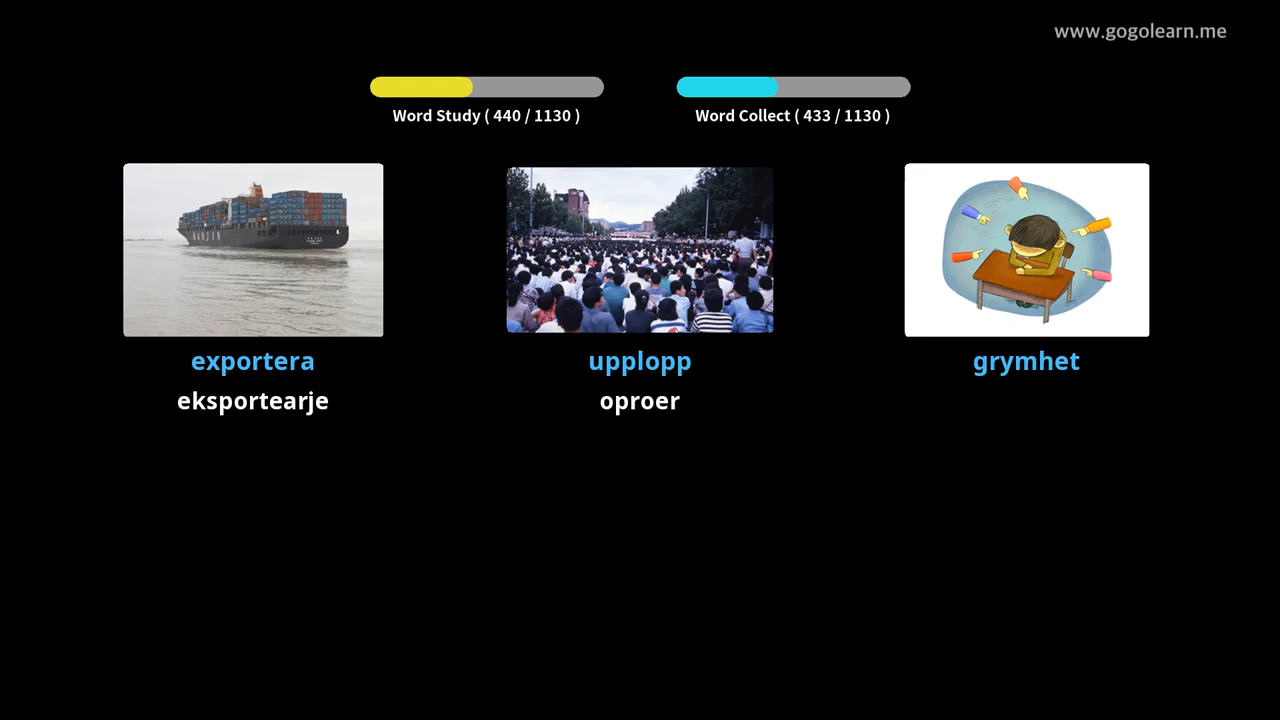 www.gogolearn.me
Word Study ( 440 / 1130 )
Word Collect ( 433 / 1130 )
exportera
upplopp
grymhet
eksportearje
oproer